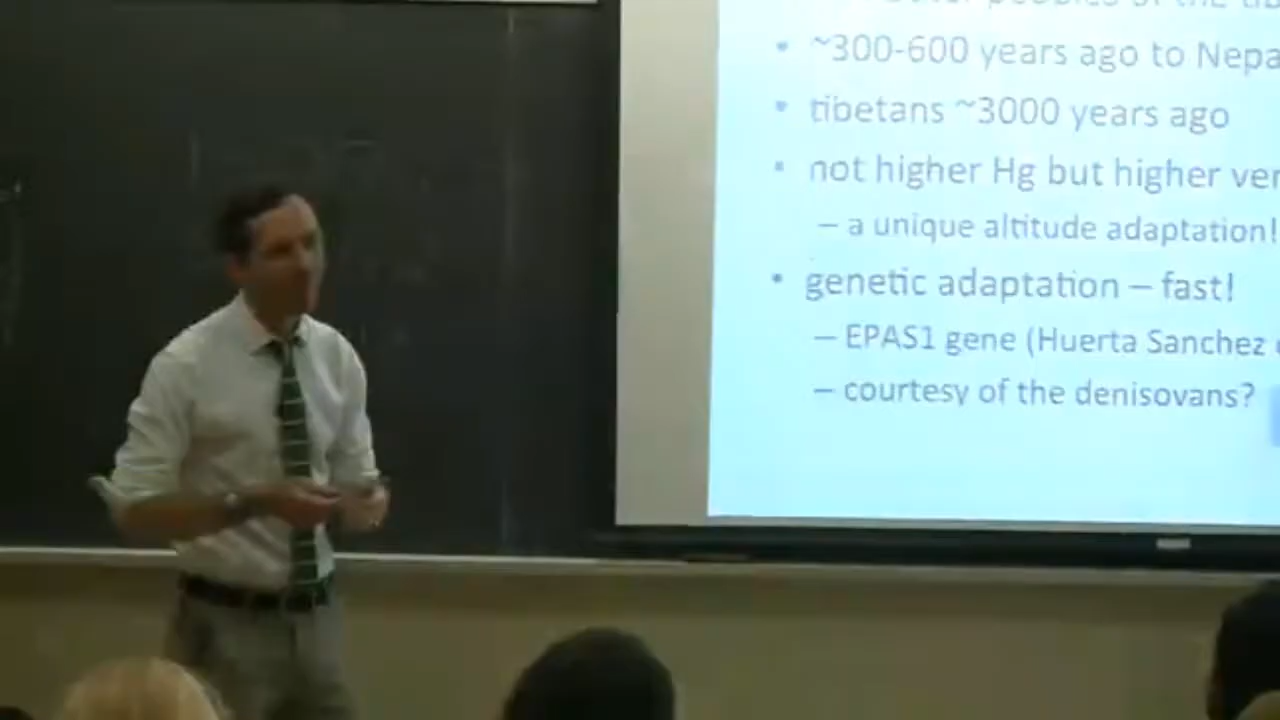 • ~300-600 years ago to Nepa
• tibetans ~3000 years ago
• not higher Hg but higher ver
– a unique altitude adaptation!
• genetic adaptation – fast!
– EPAS1 gene (Huerta Sanchez
– courtesy of the denisovans?